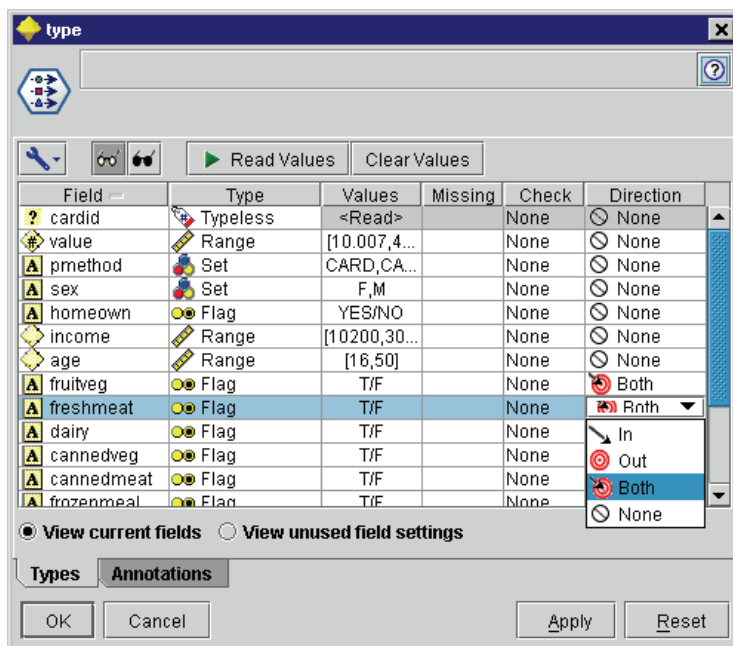 type
Read Values Clear Values
Field Type Values Missing Check Direction
cardid Typeless <Read> None None
value Range [10.007,4... None None
pmethod Set CARD,CA... None None
sex Set F,M None None
homeown Flag YES/NO None None
income Range [10200,30... None None
age Range [16,50] None None
fruitveg Flag T/F None Both
freshmeat Flag T/F None Both
dairy Flag T/F None
In
cannedveg Flag T/F None
Out
cannedmeat Flag T/F None
Both
frozenmeal Flag T/F None
None
View current fields View unused field settings
Types Annotations
OK Cancel Apply Reset